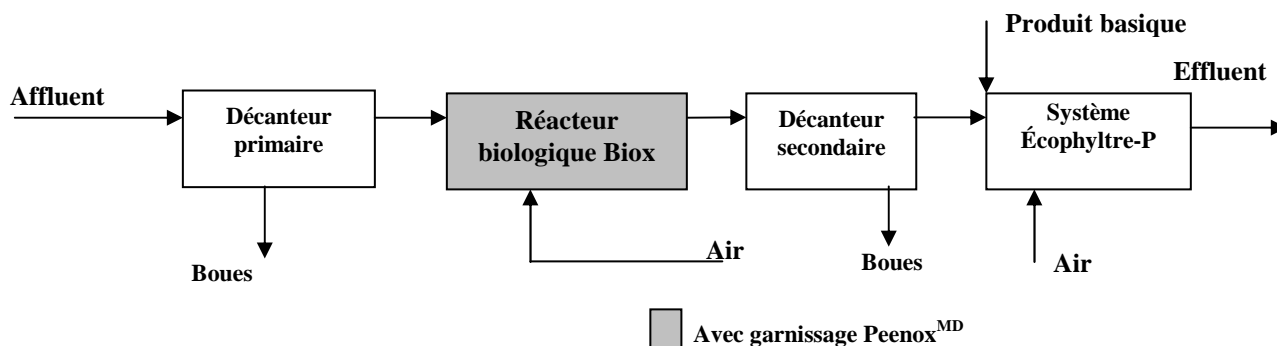 Produit basique
Effluent
Affluent
Décanteur
primaire
Réacteur
biologique Biox
Décanteur
secondaire
Système
Écophyltre-P
Boues
Air
Boues
Air
Avec garnissage Peenox^MD